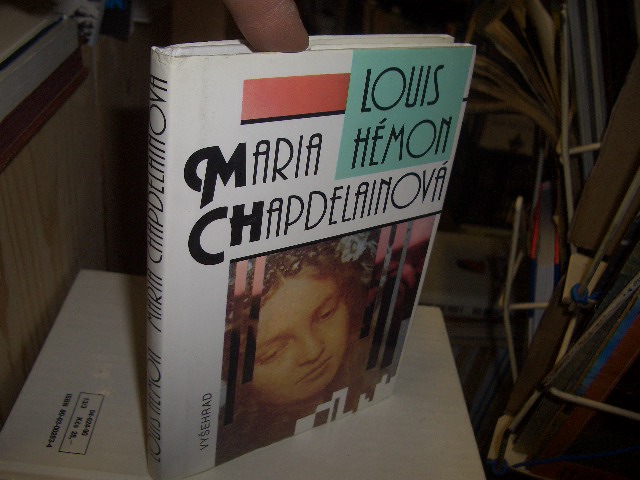 LOUIS
HÉMON
MARIA
CHAPDELAINOVÁ
VYŠEHRAD
LOUIS HÉMON MARIA CHAPDELAINOVÁ